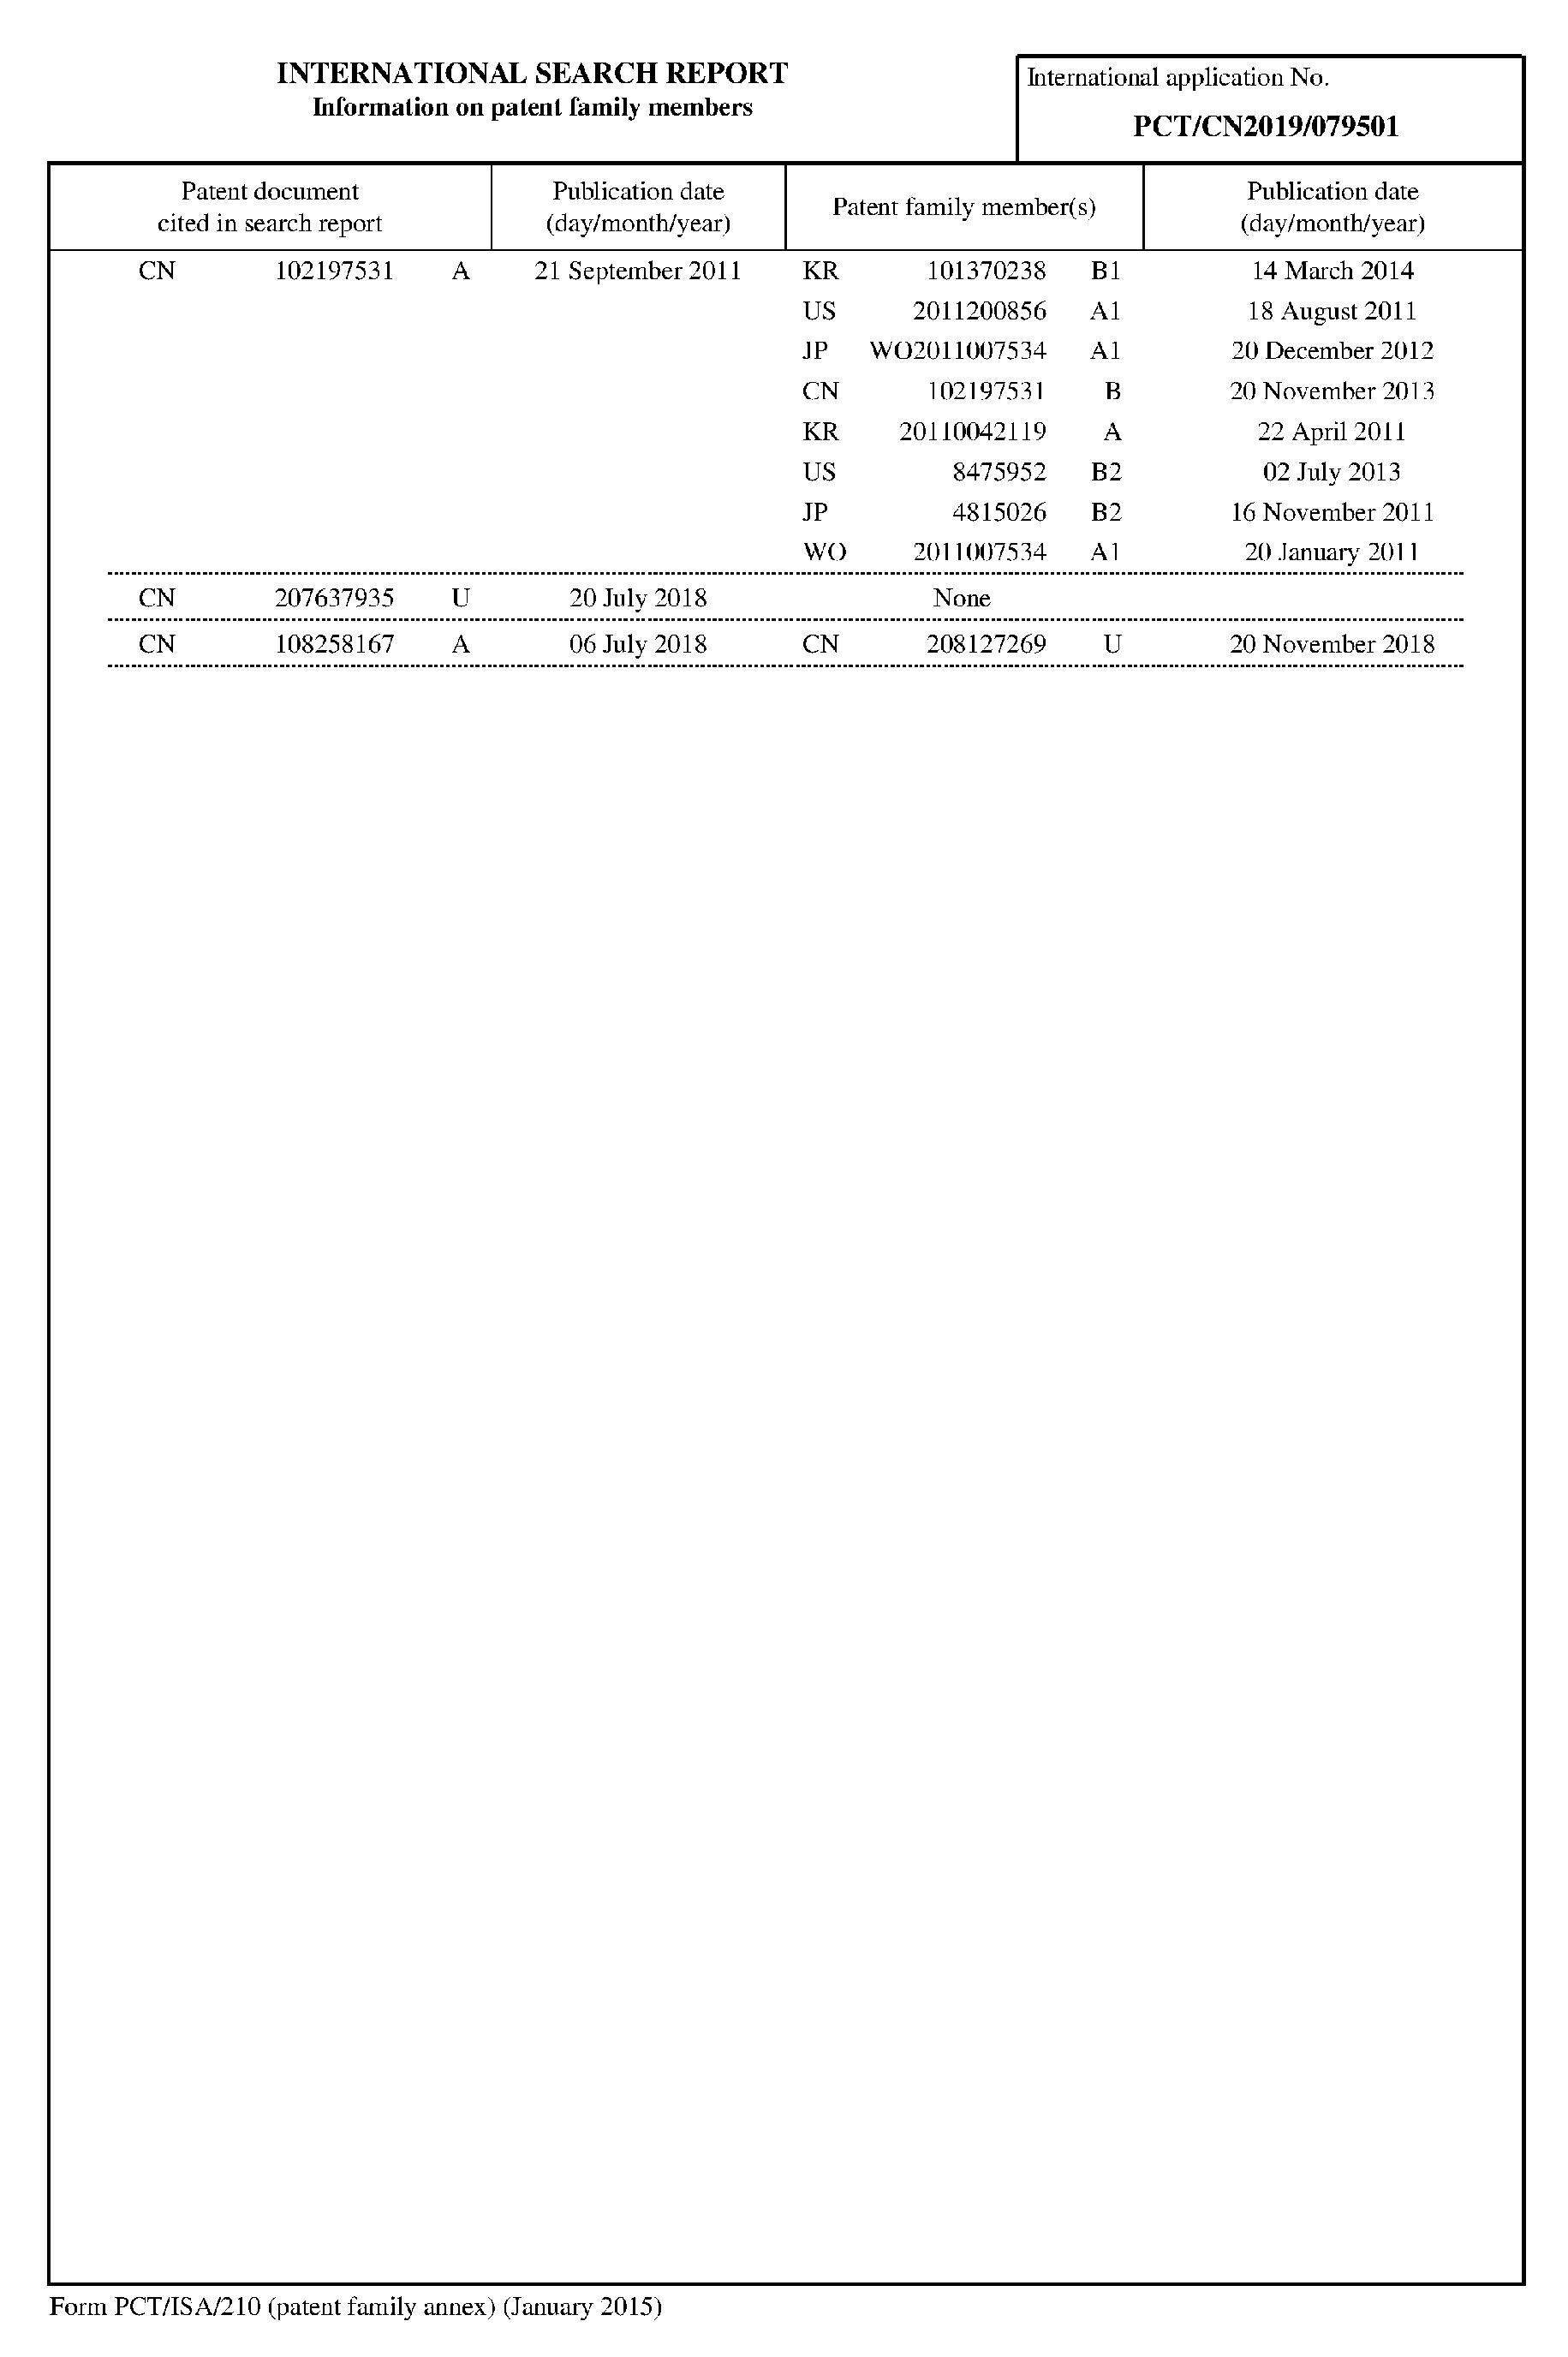 INTERNATIONAL SEARCH REPORT
Information on patent family members
International application No.
PCT/CN2019/079501
Patent document
cited in search report
Publication date
(day/month/year)
Patent family member(s)
Publication date
(day/month/year)
CN 102197531 A 21 September 2011 KR 101370238 B1 14 March 2014
US 2011200856 A1 18 August 2011
JP WO2011007534 A1 20 December 2012
CN 102197531 B 20 November 2013
KR 20110042119 A 22 April 2011
US 8475952 B2 02 July 2013
JP 4815026 B2 16 November 2011
WO 2011007534 A1 20 January 2011
CN 207637935 U 20 July 2018 None
CN 108258167 A 06 July 2018 CN 208127269 U 20 November 2018
Form PCT/ISA/210 (patent family annex) (January 2015)